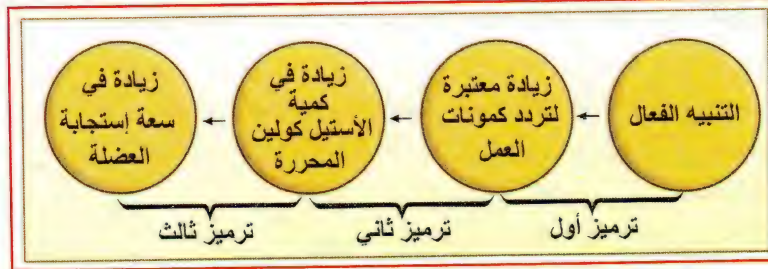 التنبيه الفعال
زيادة معتبرة
لتردد كمونات
العمل
زيادة في
كمية
الأستيل كولين
المحررة
زيادة في
سعة إستجابة
العضلة
ترميز أول
ترميز ثاني
ترميز ثالث